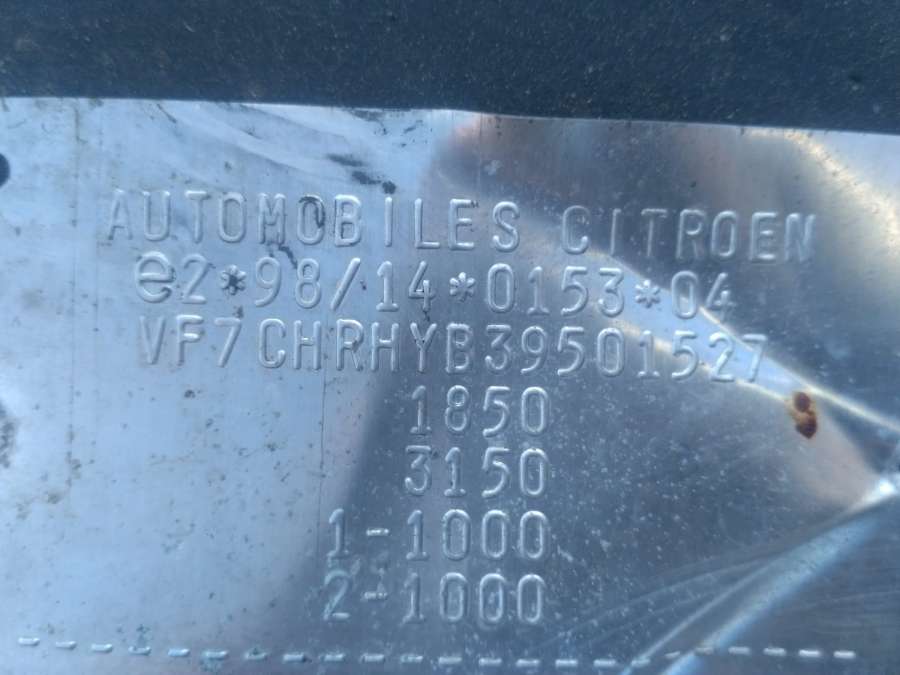 AUTOMOBILES CITROEN
e2*98/14*0153*04
VF7CHRHYB39501527
1850
3150
1-1000
2-1000